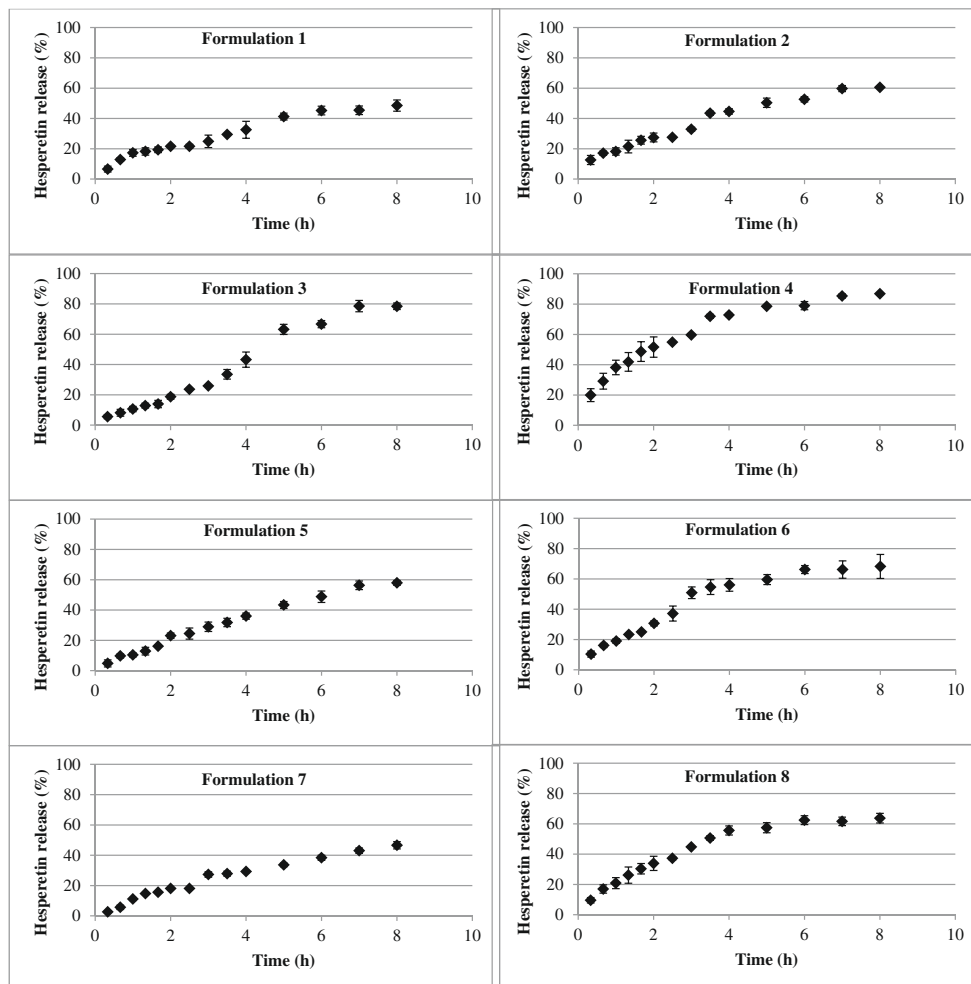 Formulation 1
Hesperetin release (%)
100
80
60
40
20
0
0 2 4 6 8 10
Time (h)
Formulation 2
Hesperetin release (%)
100
80
60
40
20
0
0 2 4 6 8 10
Time (h)
Formulation 3
Hesperetin release (%)
100
80
60
40
20
0
0 2 4 6 8 10
Time (h)
Formulation 4
Hesperetin release (%)
100
80
60
40
20
0
0 2 4 6 8 10
Time (h)
Formulation 5
Hesperetin release (%)
100
80
60
40
20
0
0 2 4 6 8 10
Time (h)
Formulation 6
Hesperetin release (%)
100
80
60
40
20
0
0 2 4 6 8 10
Time (h)
Formulation 7
Hesperetin release (%)
100
80
60
40
20
0
0 2 4 6 8 10
Time (h)
Formulation 8
Hesperetin release (%)
100
80
60
40
20
0
0 2 4 6 8 10
Time (h)